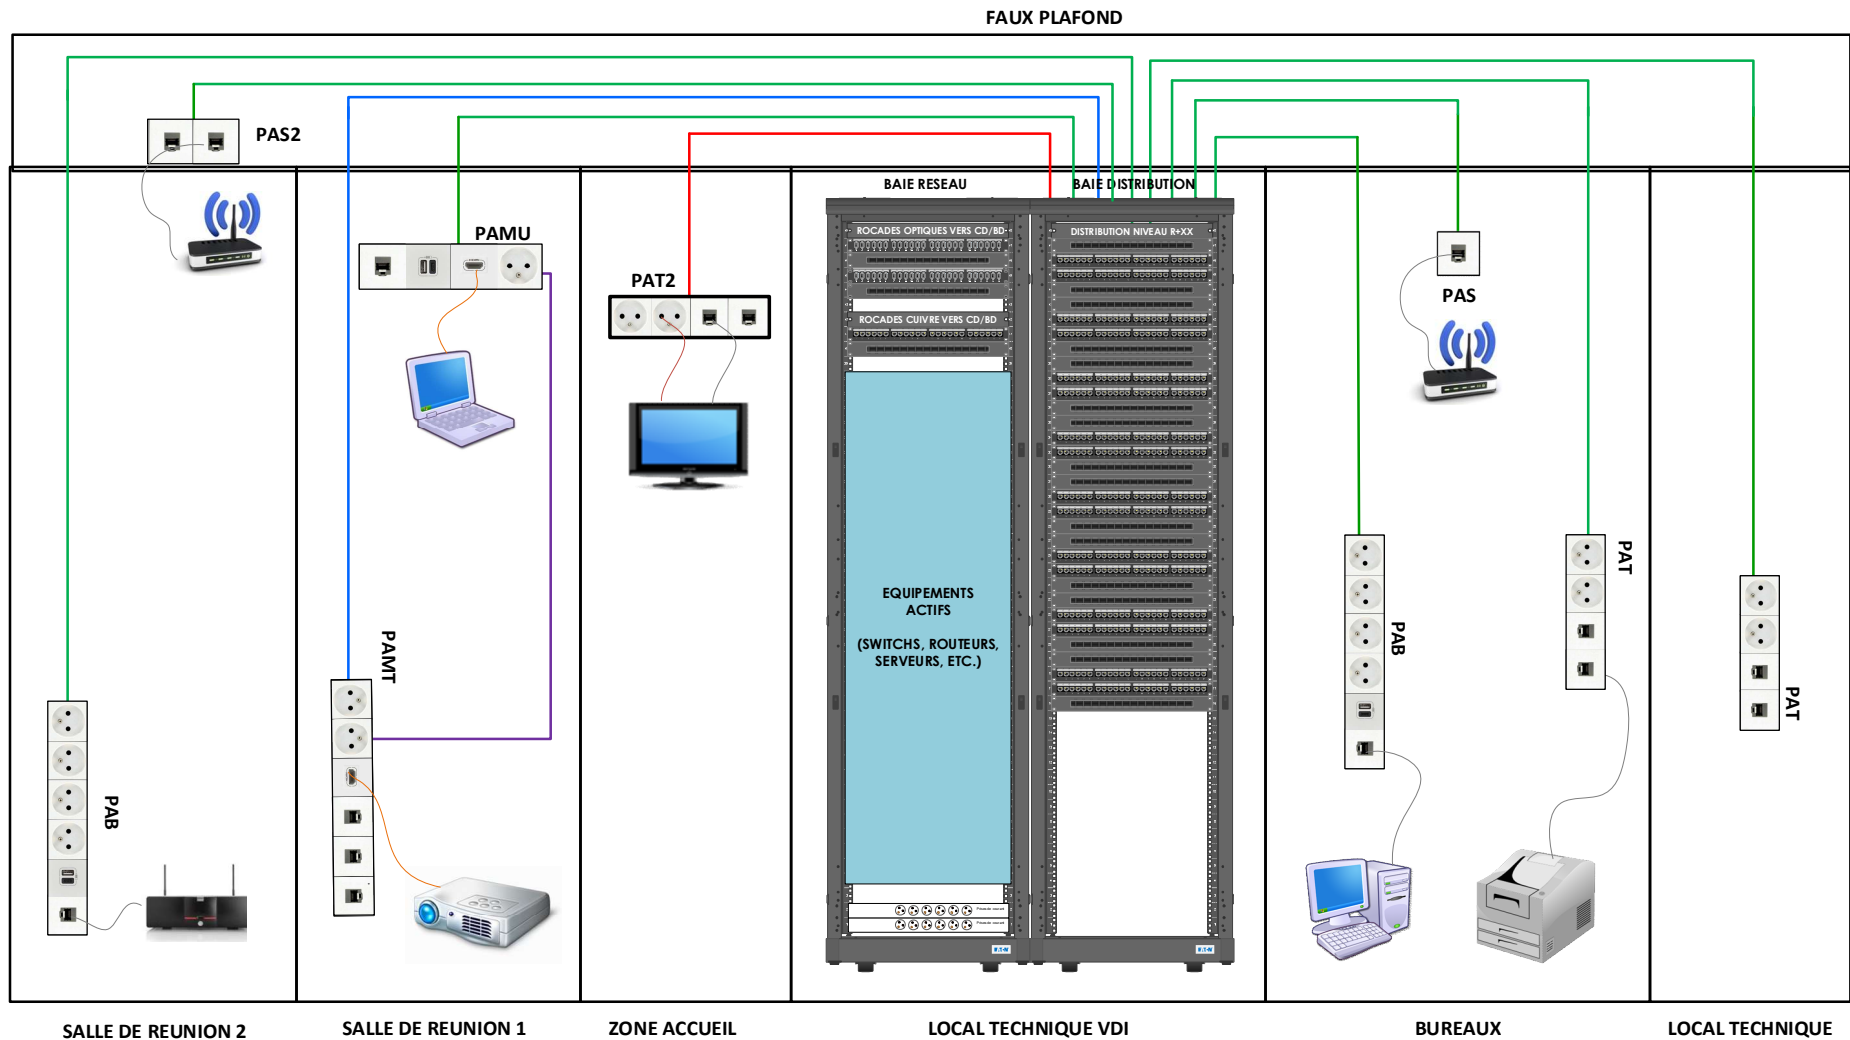 FAUX PLAFOND
PAS2
BAIE RESEAU
BAIE DISTRIBUTION
ROCADES OPTIQUES VERS CD/BD
DISTRIBUTION NIVEAU R+XX
PAMU
PAT2
PAS
ROCADES CUIVRE VERS CD/BD
EQUIPEMENTS
ACTIFS
(SWITCHS, ROUTEURS,
SERVEURS, ETC.)
PAMT
PAB
PAB
PAT
PAT
SALLE DE REUNION 2
SALLE DE REUNION 1
ZONE ACCUEIL
LOCAL TECHNIQUE VDI
BUREAUX
LOCAL TECHNIQUE